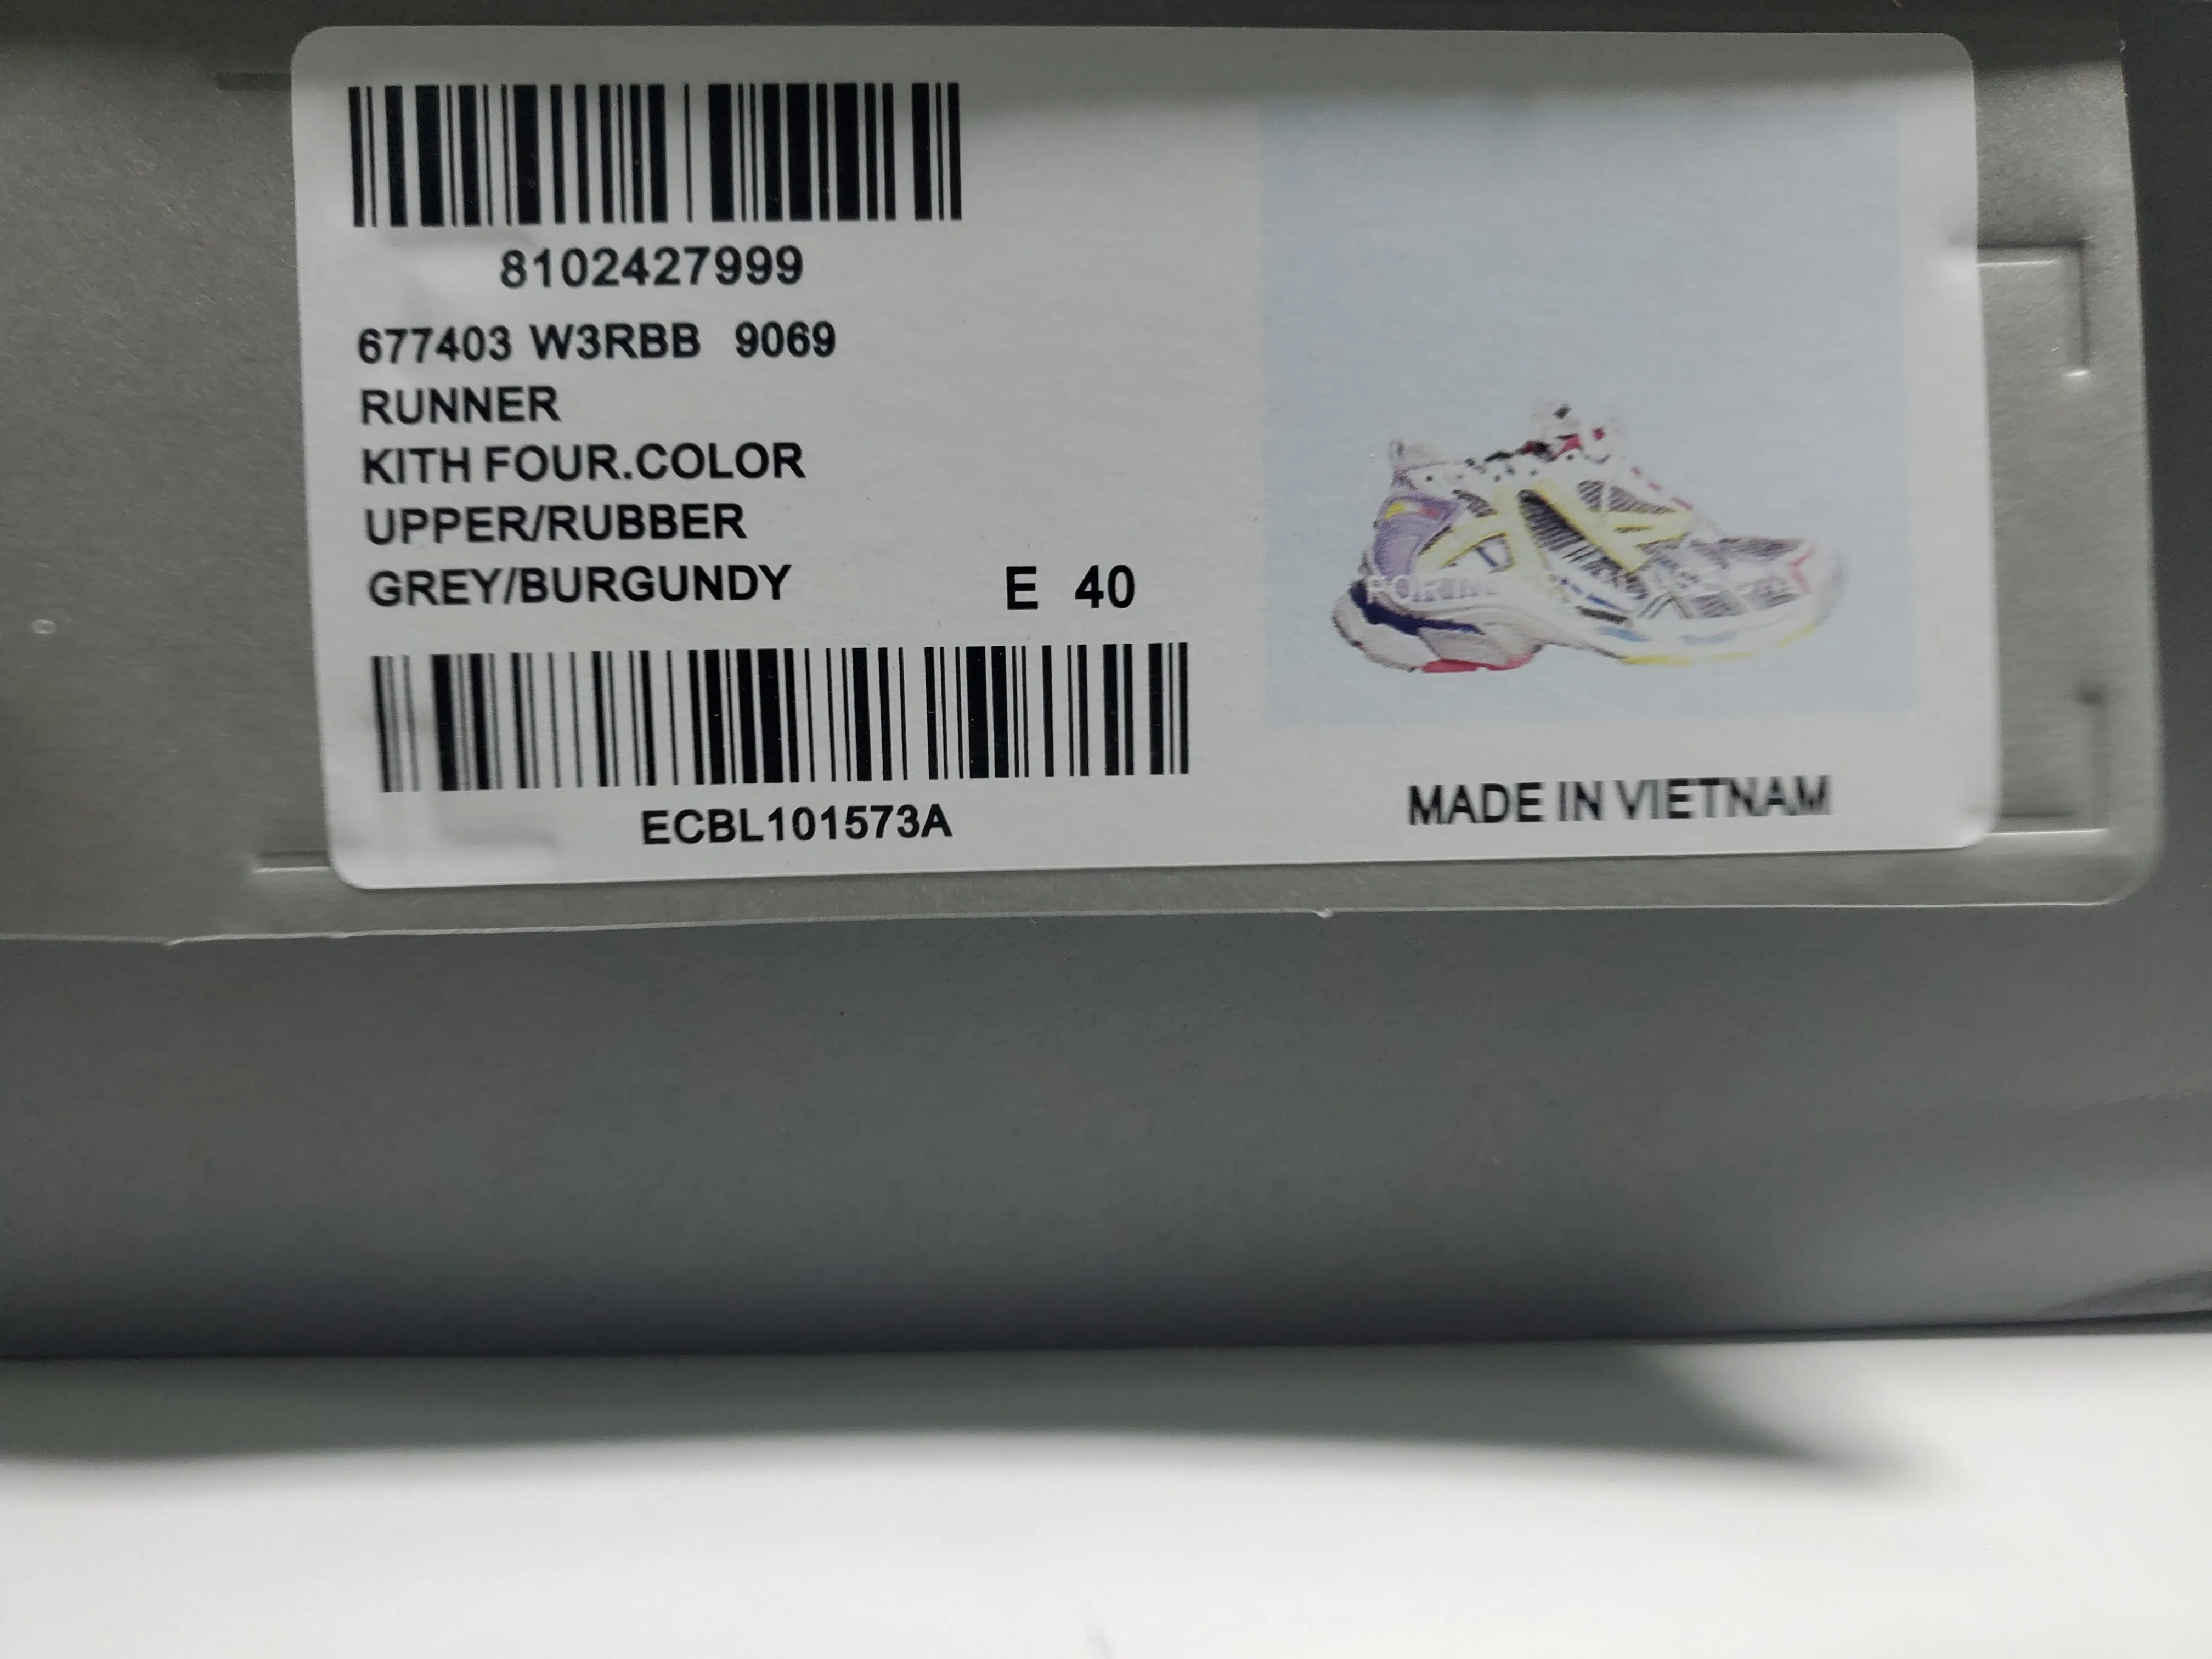 8102427999
677403 W3RBB 9069
RUNNER
KITH FOUR.COLOR
UPPER/RUBBER
GREY/BURGUNDY E 40
ECBL101573A
MADE IN VIETNAM